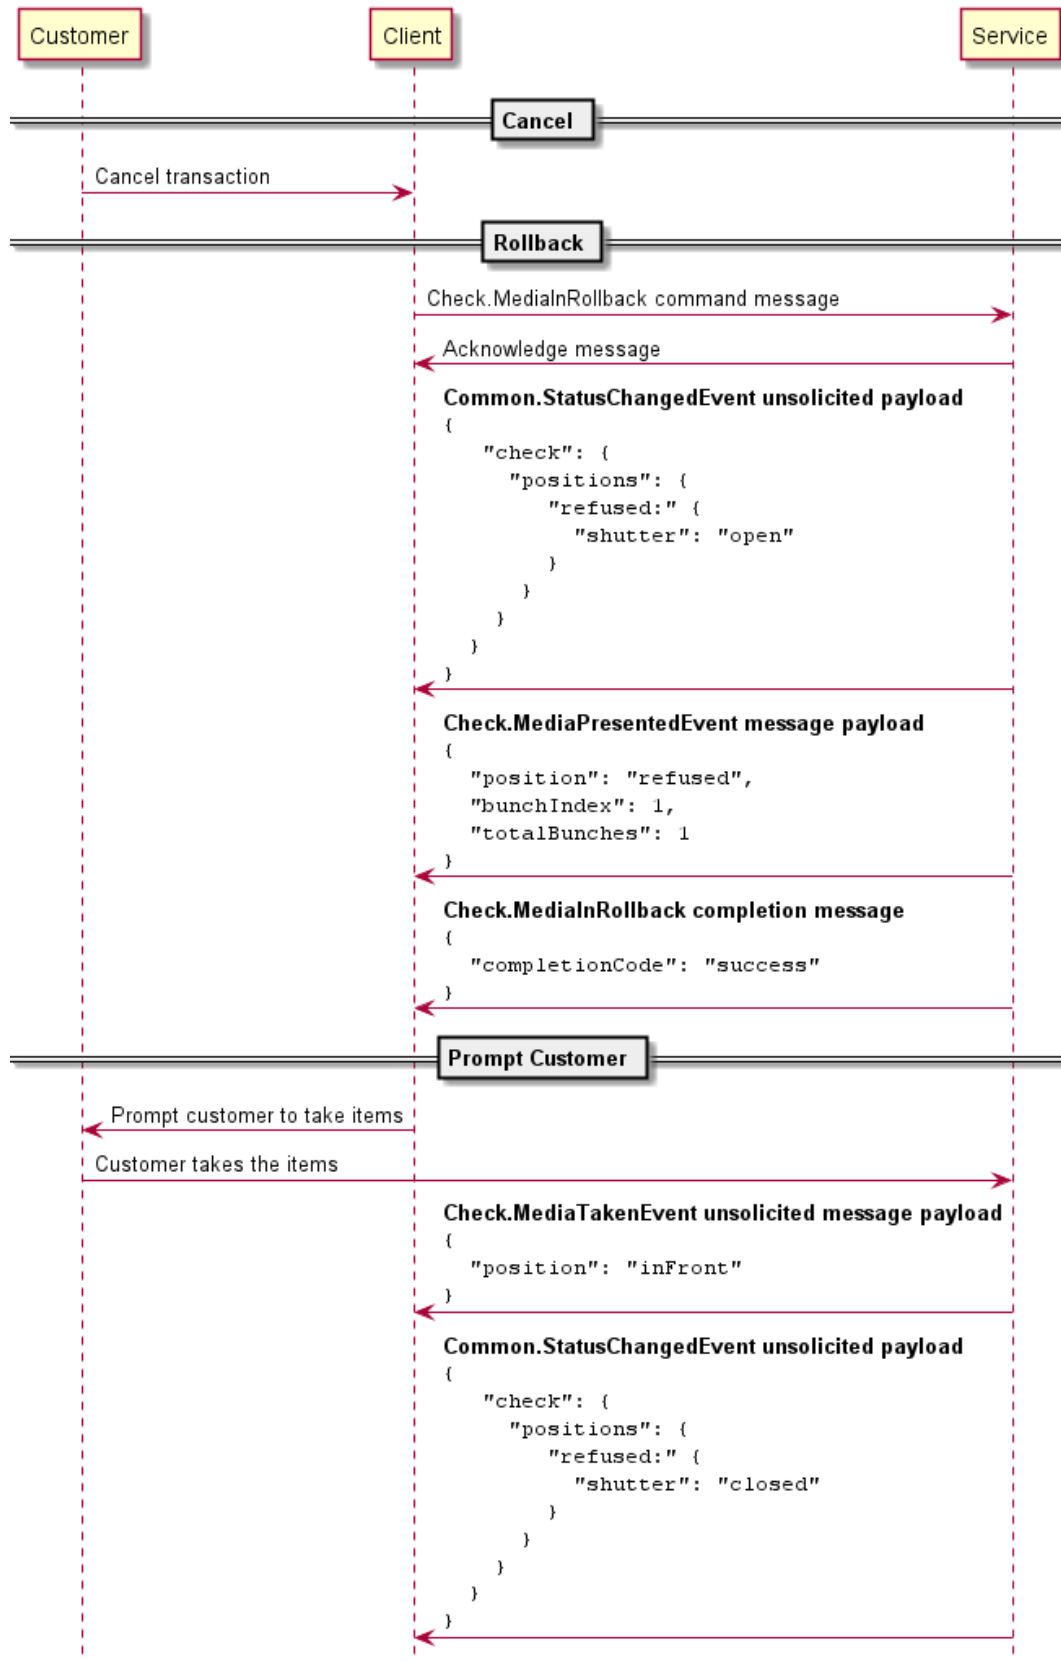 Customer Client Service
Cancel
Cancel transaction
Rollback
Check.MediaInRollback command message
Acknowledge message
Common.StatusChangedEvent unsolicited payload
{
"check": {
"positions": {
"refused:" {
"shutter": "open"
}
}
}
}
}
Check.MediaPresentedEvent message payload
{
"position": "refused",
"bunchIndex": 1,
"totalBunches": 1
}
Check.MediaInRollback completion message
{
"completionCode": "success"
}
Prompt Customer
Prompt customer to take items
Customer takes the items
Check.MediaTakenEvent unsolicited message payload
{
"position": "inFront"
}
Common.StatusChangedEvent unsolicited payload
{
"check": {
"positions": {
"refused:" {
"shutter": "closed"
}
}
}
}
}